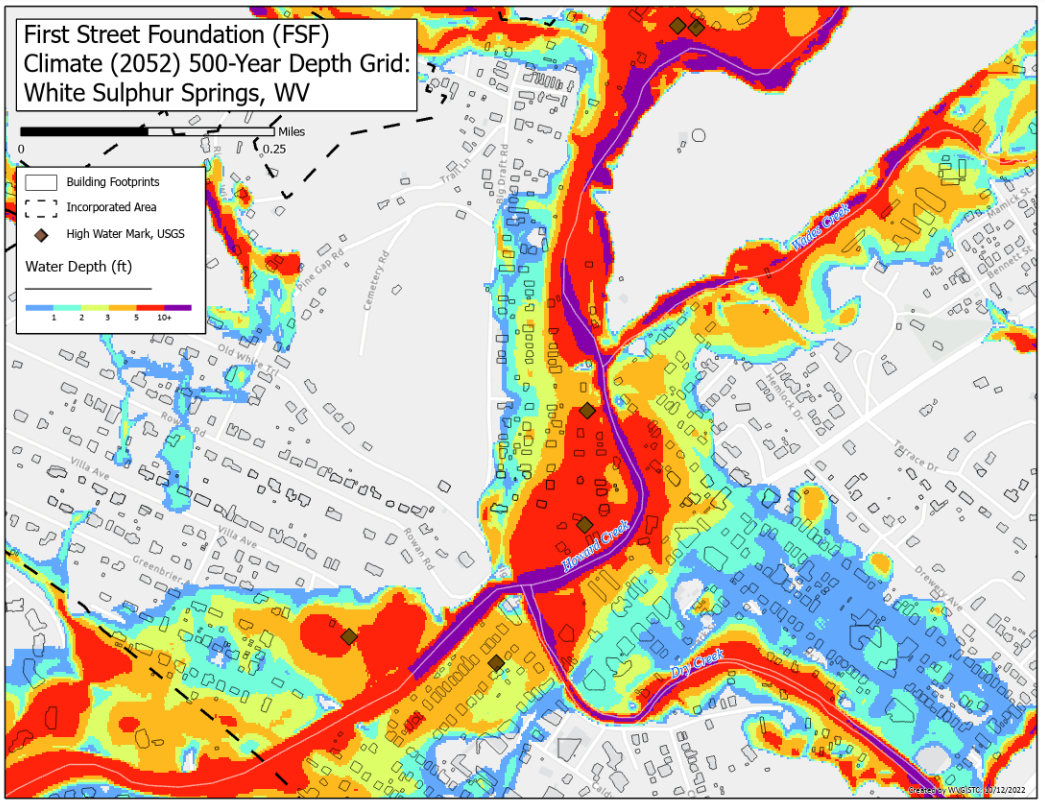 First Street Foundation (FSF)
Climate (2052) 500-Year Depth Grid:
White Sulphur Springs, WV
Miles
0
0.25
Building Footprints
Incorporated Area
High Water Mark, USGS
Water Depth (ft)
1 2 3 5 10+
Big Draft Rd
Trail Ln
Pine Gap Rd
Cemetery Rd
Wades Creek
Mamick St
Bennett St
Old White Trl
Hemlock Dr
Villa Ave
Terrace Dr
Villa Ave
Rowan Rd
Howard Creek
Greenbrier
Drewery Ave
Dry Creek
Created by WVGISTC: 10/12/2022